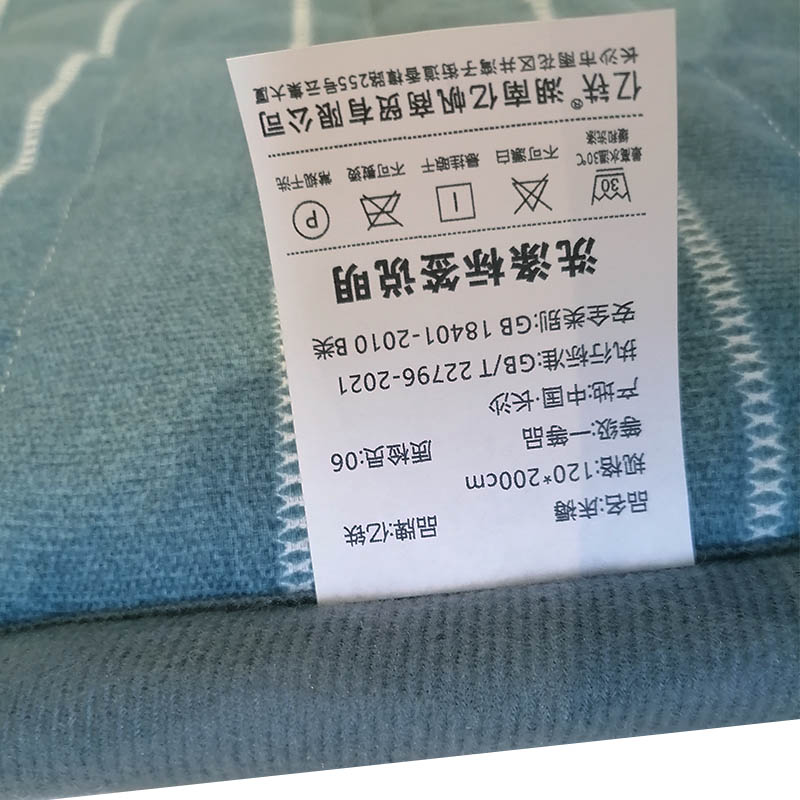 品名:床褥 品牌:亿轶
规格:120*200cm
等级:一等品 质检员:06
产地:中国·长沙
执行标准:GB/T 22796-2021
安全类别:GB 18401-2010 B类
洗涤标签说明
30 P
最高水温30℃ 不可漂白 悬挂晾干 不可熨烫 常规干洗
缓和洗涤
亿轶® 湖南亿帆商贸有限公司
长沙市雨花区井湾子街道香樟路255号云集大厦